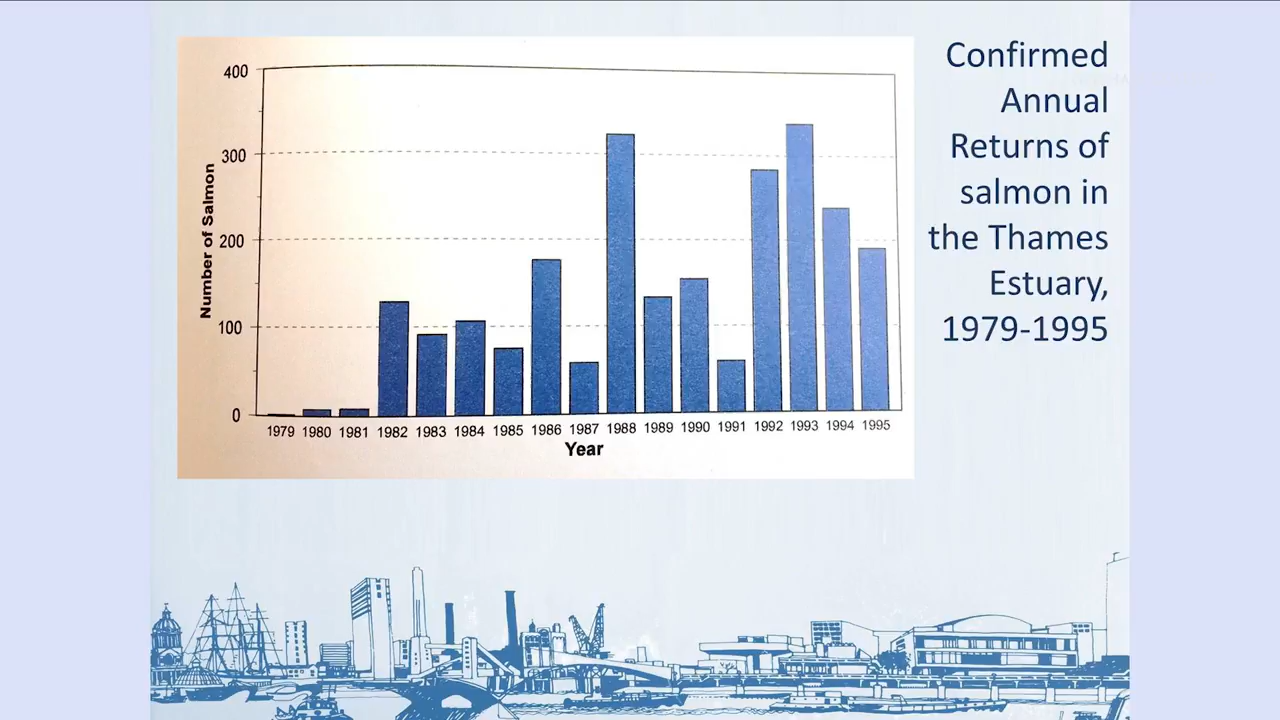 Confirmed
Annual
Returns of
salmon in
the Thames
Estuary,
1979-1995
Number of Salmon
400
300
200
100
0
1979 1980 1981 1982 1983 1984 1985 1986 1987 1988 1989 1990 1991 1992 1993 1994 1995
Year